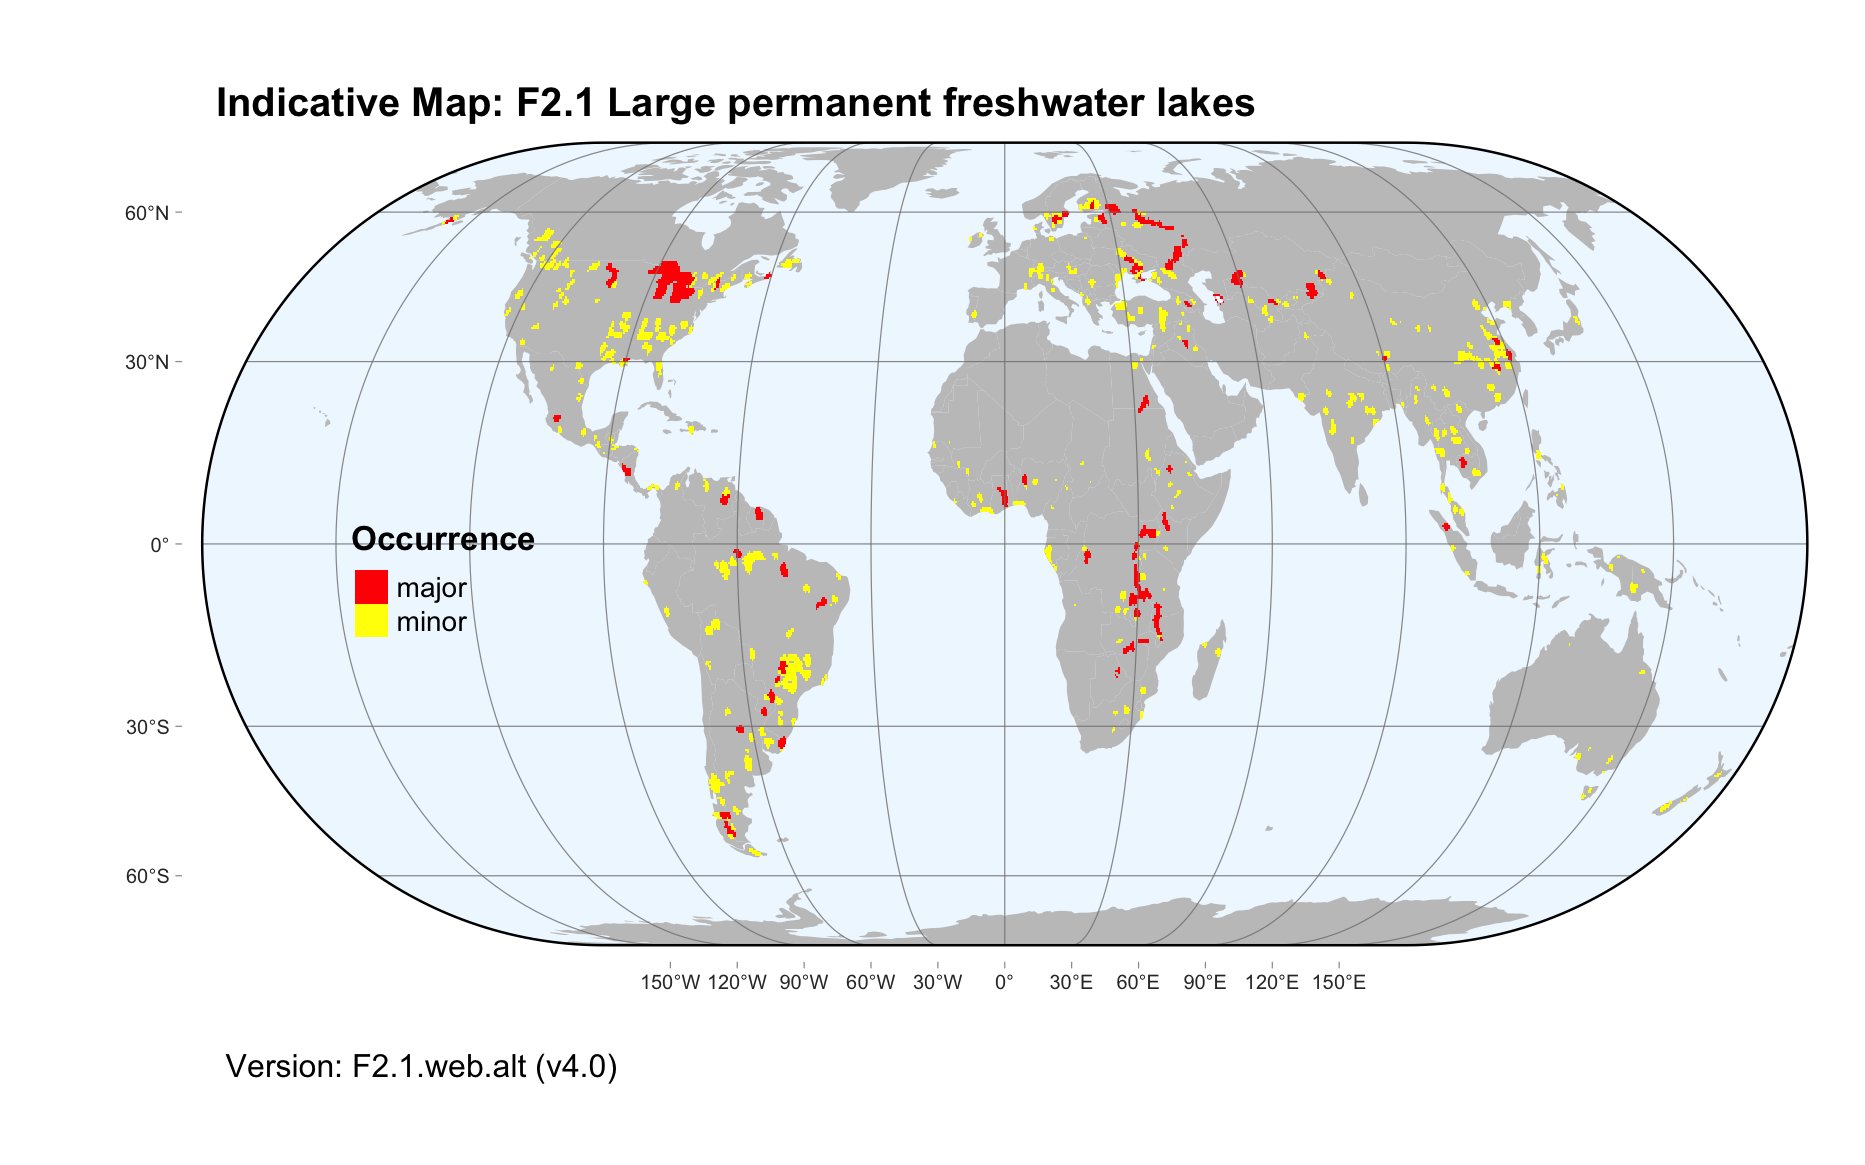 Indicative Map: F2.1 Large permanent freshwater lakes
60°N
30°N
0°
30°S
60°S
Occurrence
major
minor
150°W 120°W 90°W 60°W 30°W 0° 30°E 60°E 90°E 120°E 150°E
Version: F2.1.web.alt (v4.0)